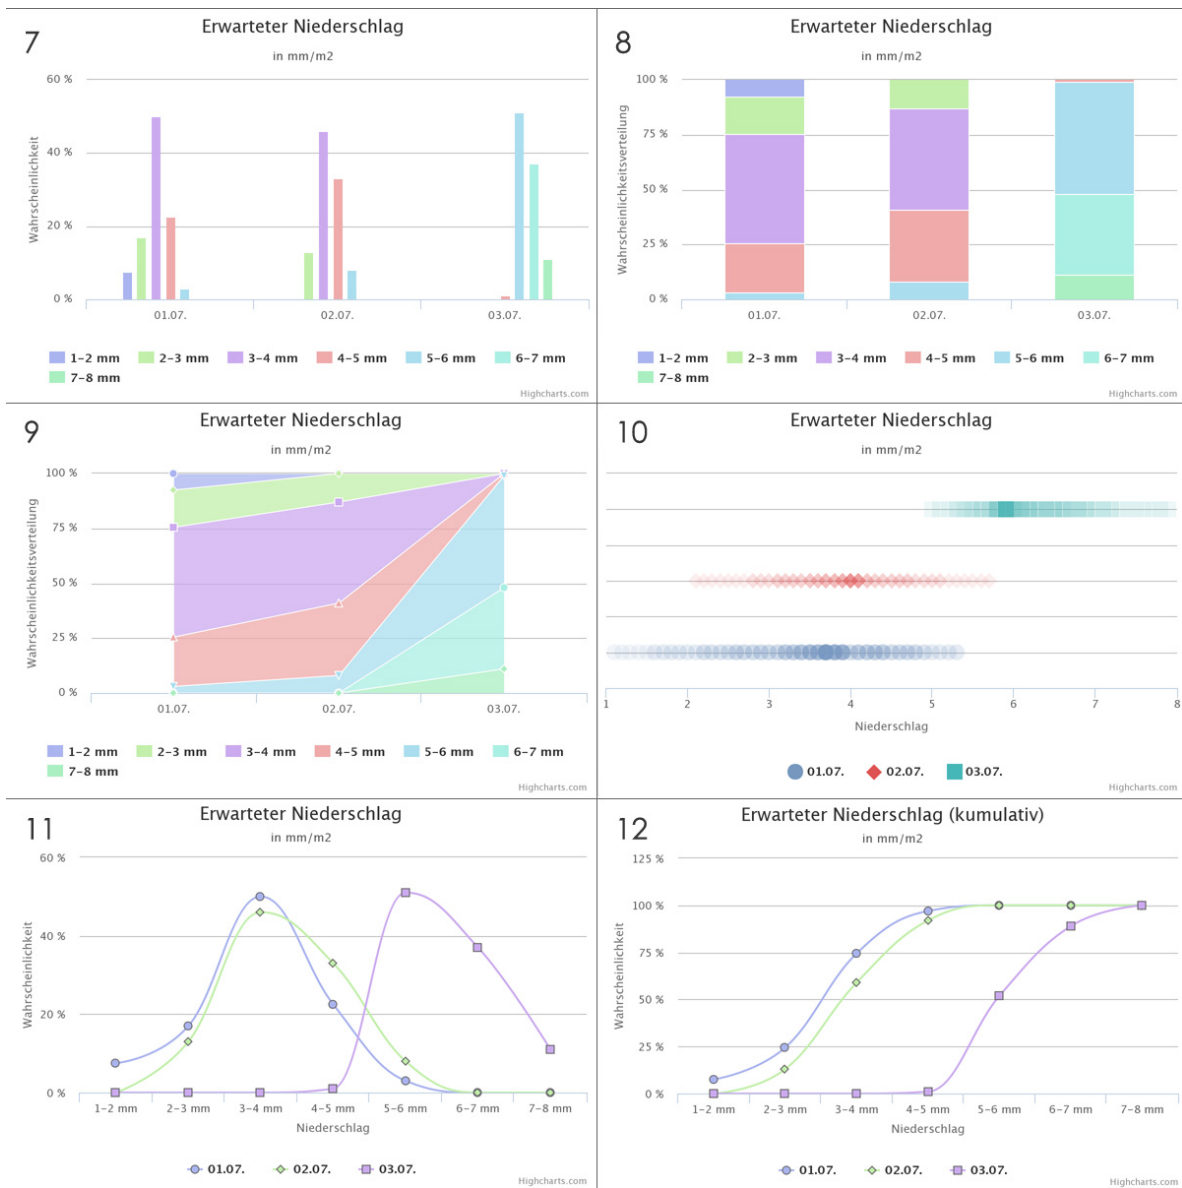 7
Erwarteter Niederschlag
in mm/m2
60 %
40 %
20 %
0 %
Wahrscheinlichkeit
01.07.
02.07.
03.07.
1-2 mm 2-3 mm 3-4 mm 4-5 mm 5-6 mm 6-7 mm
7-8 mm
Highcharts.com
8
Erwarteter Niederschlag
in mm/m2
100 %
75 %
50 %
25 %
0 %
Wahrscheinlichkeitsverteilung
01.07.
02.07.
03.07.
1-2 mm 2-3 mm 3-4 mm 4-5 mm 5-6 mm 6-7 mm
7-8 mm
Highcharts.com
9
Erwarteter Niederschlag
in mm/m2
100 %
75 %
50 %
25 %
0 %
Wahrscheinlichkeitsverteilung
01.07.
02.07.
03.07.
1-2 mm 2-3 mm 3-4 mm 4-5 mm 5-6 mm 6-7 mm
7-8 mm
Highcharts.com
10
Erwarteter Niederschlag
in mm/m2
1 2 3 4 5 6 7 8
Niederschlag
01.07. 02.07. 03.07.
Highcharts.com
11
Erwarteter Niederschlag
in mm/m2
60 %
40 %
20 %
0 %
Wahrscheinlichkeit
1-2 mm 2-3 mm 3-4 mm 4-5 mm 5-6 mm 6-7 mm 7-8 mm
Niederschlag
01.07. 02.07. 03.07.
Highcharts.com
12
Erwarteter Niederschlag (kumulativ)
in mm/m2
125 %
100 %
75 %
50 %
25 %
0 %
Wahrscheinlichkeit
1-2 mm 2-3 mm 3-4 mm 4-5 mm 5-6 mm 6-7 mm 7-8 mm
Niederschlag
01.07. 02.07. 03.07.
Highcharts.com